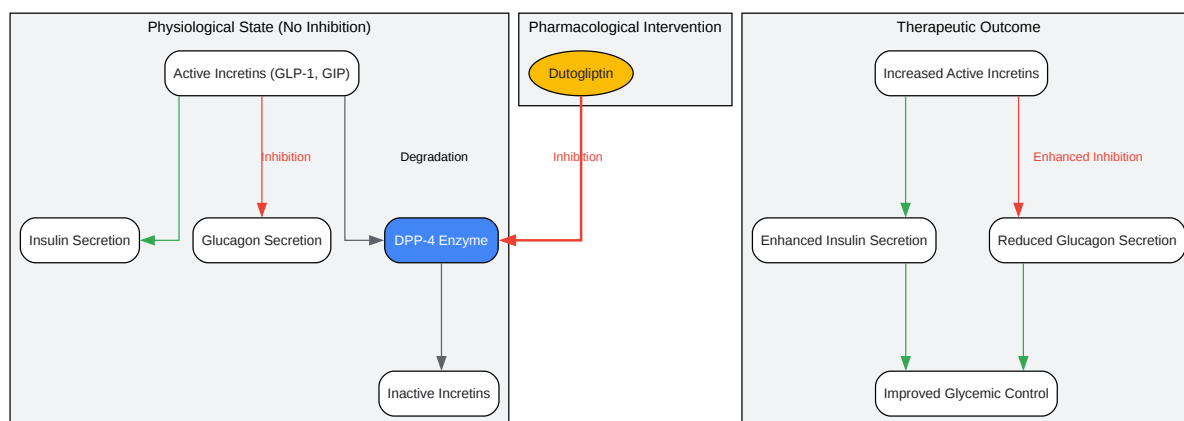 Physiological State (No Inhibition)
Pharmacological Intervention
Therapeutic Outcome
Active Incretins (GLP-1, GIP)
Dutogliptin
Increased Active Incretins
Inhibition
Degradation
Inhibition
Enhanced Inhibition
Insulin Secretion
Glucagon Secretion
DPP-4 Enzyme
Enhanced Insulin Secretion
Reduced Glucagon Secretion
Inactive Incretins
Improved Glycemic Control